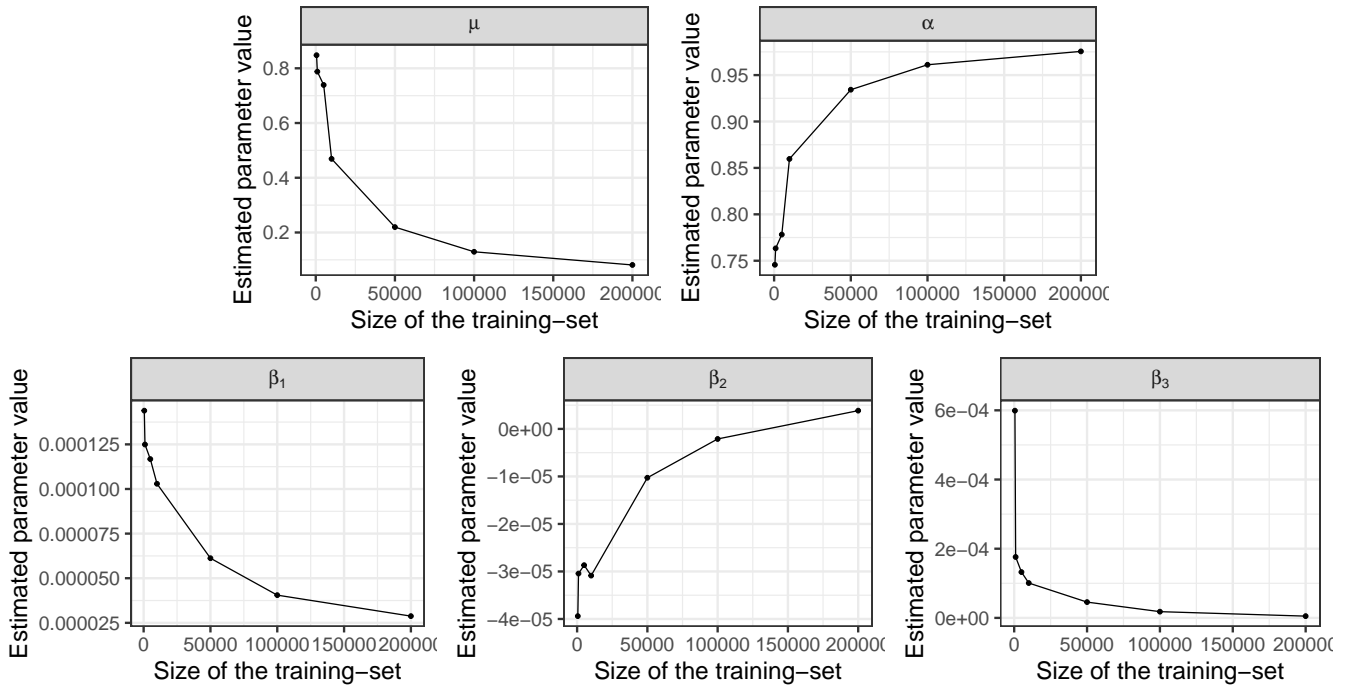 μ
Estimated parameter value
0.8
0.6
0.4
0.2
0 50000 100000 150000 200000
Size of the training−set
α
Estimated parameter value
0.95
0.90
0.85
0.80
0.75
0 50000 100000 150000 200000
Size of the training−set
β₁
Estimated parameter value
0.000125
0.000100
0.000075
0.000050
0.000025
0 50000 100000 150000 200000
Size of the training−set
β₂
Estimated parameter value
0e+00
−1e−05
−2e−05
−3e−05
−4e−05
0 50000 100000 150000 200000
Size of the training−set
β₃
Estimated parameter value
6e−04
4e−04
2e−04
0e+00
0 50000 100000 150000 200000
Size of the training−set